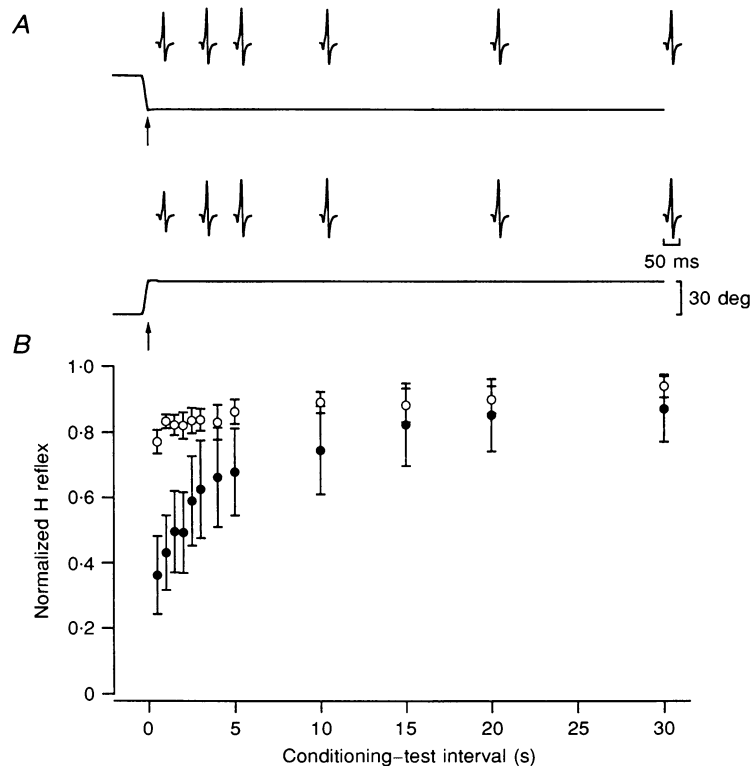 A
50 ms
30 deg
B
1·0
0·8
0·6
0·4
0·2
0
Normalized H reflex
0 5 10 15 20 25 30
Conditioning–test interval (s)